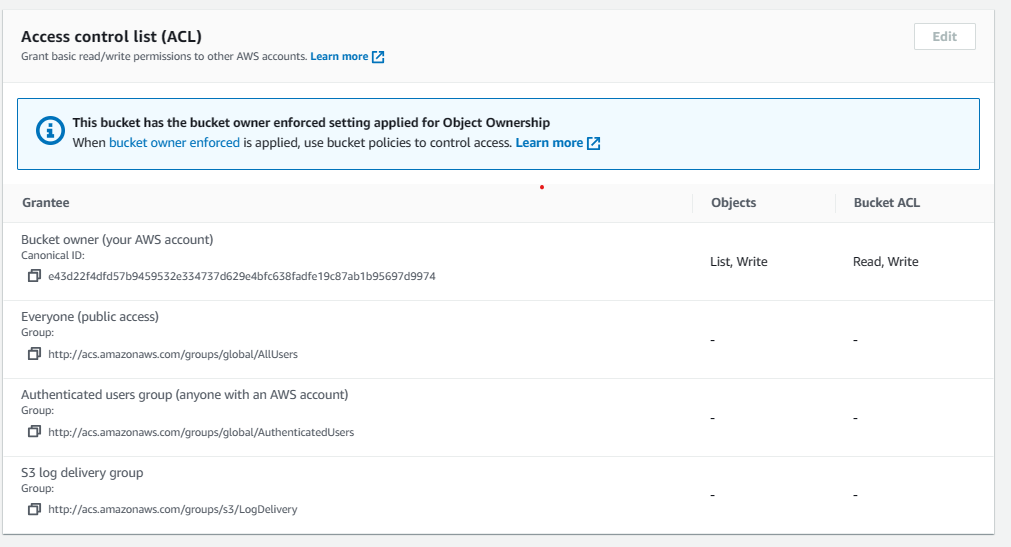 Access control list (ACL)
Edit
Grant basic read/write permissions to other AWS accounts. Learn more
This bucket has the bucket owner enforced setting applied for Object Ownership
When bucket owner enforced is applied, use bucket policies to control access. Learn more
Grantee Objects Bucket ACL
Bucket owner (your AWS account)
Canonical ID:
e43d22f4dfd57b9459532e334737d629e4bfc638fadfe19c87ab1b95697d9974
List, Write Read, Write
Everyone (public access)
Group:
http://acs.amazonaws.com/groups/global/AllUsers
- -
Authenticated users group (anyone with an AWS account)
Group:
http://acs.amazonaws.com/groups/global/AuthenticatedUsers
- -
S3 log delivery group
Group:
http://acs.amazonaws.com/groups/s3/LogDelivery
- -